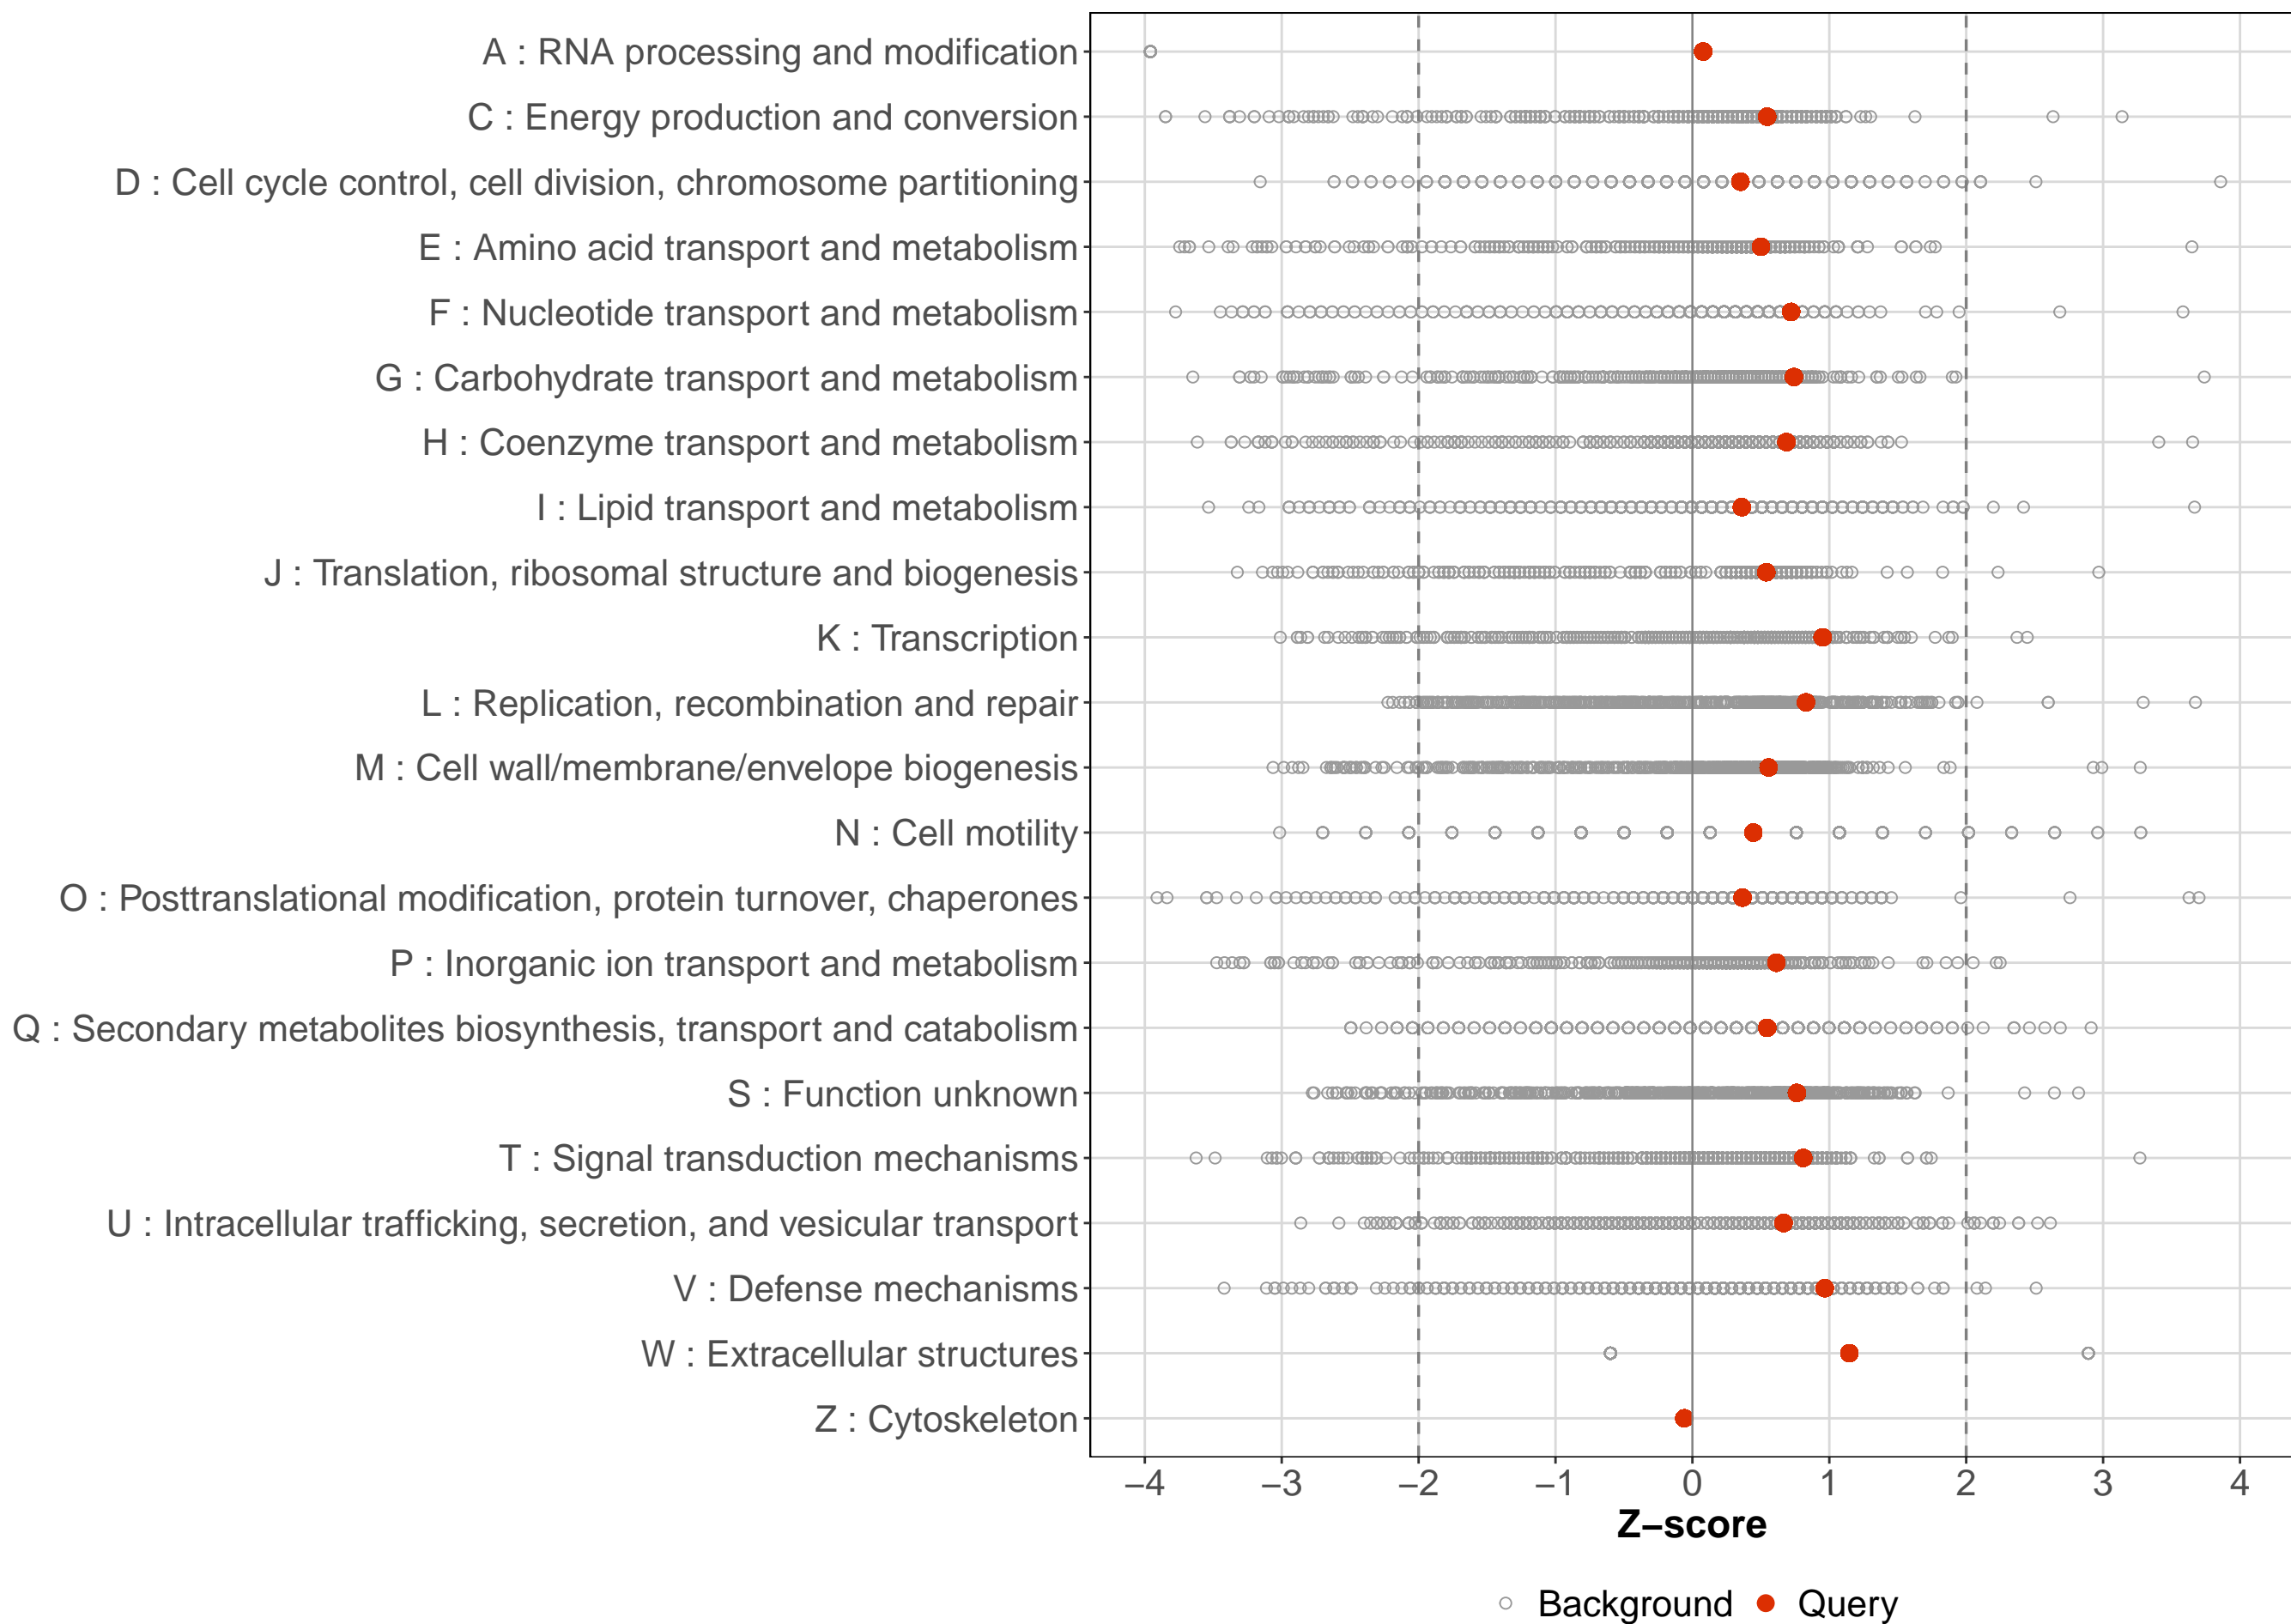 A : RNA processing and modification
C : Energy production and conversion
D : Cell cycle control, cell division, chromosome partitioning
E : Amino acid transport and metabolism
F : Nucleotide transport and metabolism
G : Carbohydrate transport and metabolism
H : Coenzyme transport and metabolism
I : Lipid transport and metabolism
J : Translation, ribosomal structure and biogenesis
K : Transcription
L : Replication, recombination and repair
M : Cell wall/membrane/envelope biogenesis
N : Cell motility
O : Posttranslational modification, protein turnover, chaperones
P : Inorganic ion transport and metabolism
Q : Secondary metabolites biosynthesis, transport and catabolism
S : Function unknown
T : Signal transduction mechanisms
U : Intracellular trafficking, secretion, and vesicular transport
V : Defense mechanisms
W : Extracellular structures
Z : Cytoskeleton
−4 −3 −2 −1 0 1 2 3 4
Z−score
Background Query